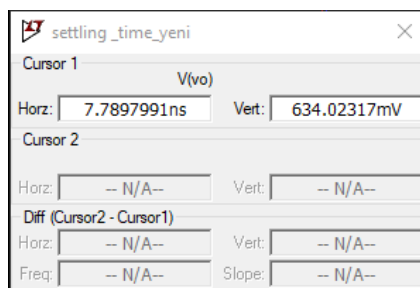 settling _time_yeni
Cursor 1
V(vo)
Horz: 7.7897991ns Vert: 634.02317mV
Cursor 2
Horz: -- N/A-- Vert: -- N/A--
Diff (Cursor2 - Cursor1)
Horz: -- N/A-- Vert: -- N/A--
Freq: -- N/A-- Slope: -- N/A--